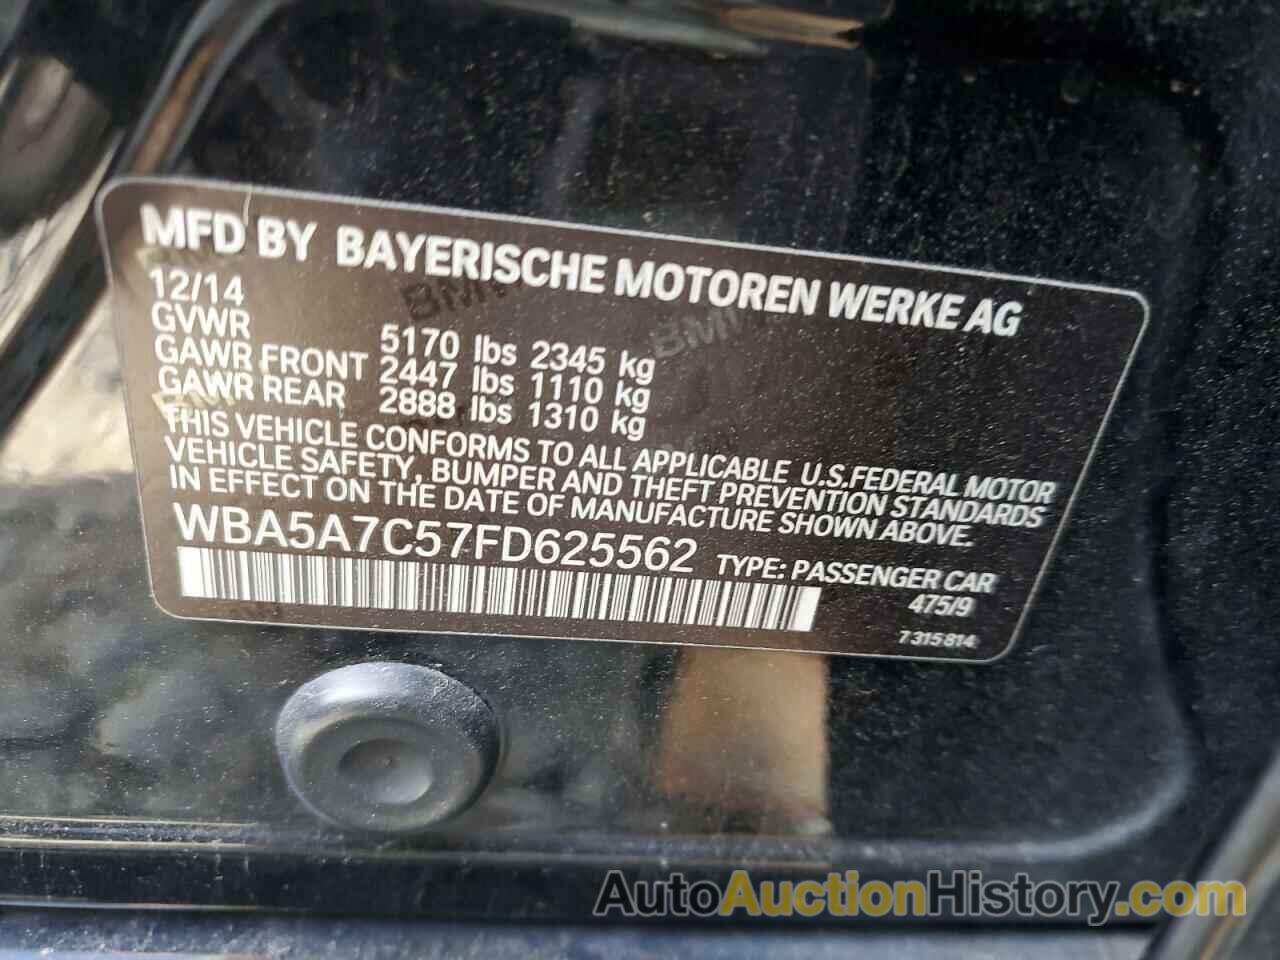 MFD BY BAYERISCHE MOTOREN WERKE AG
12/14
GVWR 5170 lbs 2345 kg
GAWR FRONT 2447 lbs 1110 kg
GAWR REAR 2888 lbs 1310 kg
THIS VEHICLE CONFORMS TO ALL APPLICABLE U.S.FEDERAL MOTOR
VEHICLE SAFETY, BUMPER AND THEFT PREVENTION STANDARDS
IN EFFECT ON THE DATE OF MANUFACTURE SHOWN ABOVE.
WBA5A7C57FD625562 TYPE: PASSENGER CAR
475/9
7 315 814
AutoAuctionHistory.com